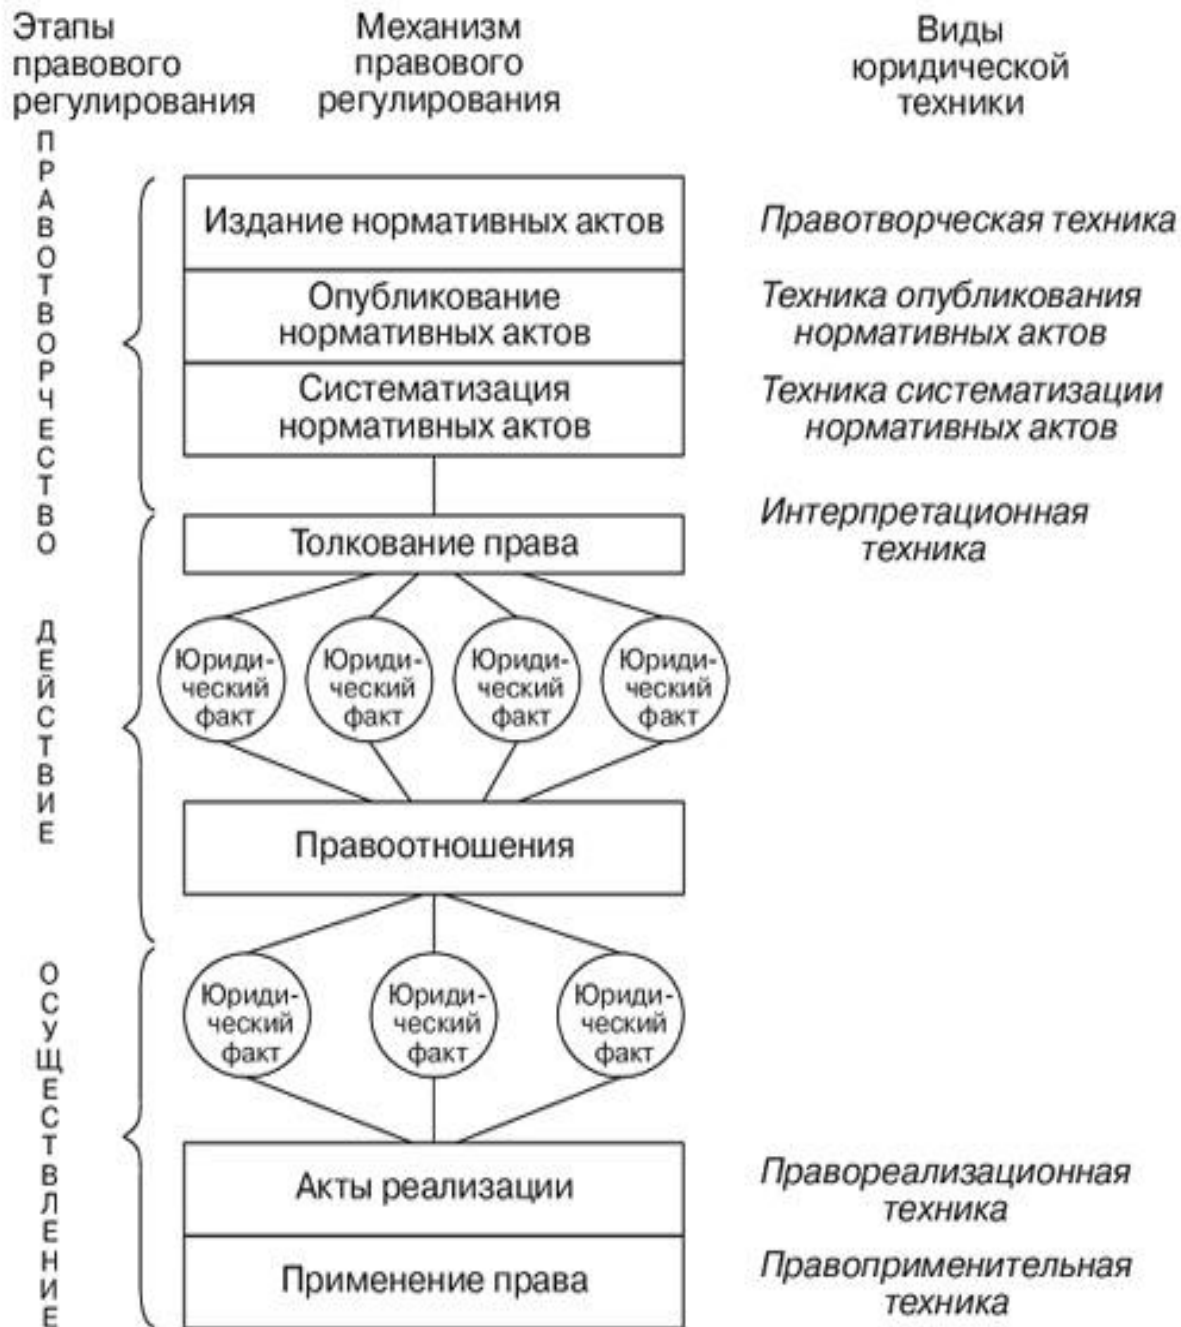 Этапы
правового
регулирования
Механизм
правового
регулирования
Виды
юридической
техники
ПРАВОТВОРЧЕСТВО
Издание нормативных актов
Правотворческая техника
Опубликование
нормативных актов
Техника опубликования
нормативных актов
Систематизация
нормативных актов
Техника систематизации
нормативных актов
Толкование права
Интерпретационная
техника
ДЕЙСТВИЕ
Юриди-
ческий
факт
Юриди-
ческий
факт
Юриди-
ческий
факт
Юриди-
ческий
факт
Правоотношения
ОСУЩЕСТВЛЕНИЕ
Юриди-
ческий
факт
Юриди-
ческий
факт
Юриди-
ческий
факт
Акты реализации
Правореализационная
техника
Применение права
Правоприменительная
техника